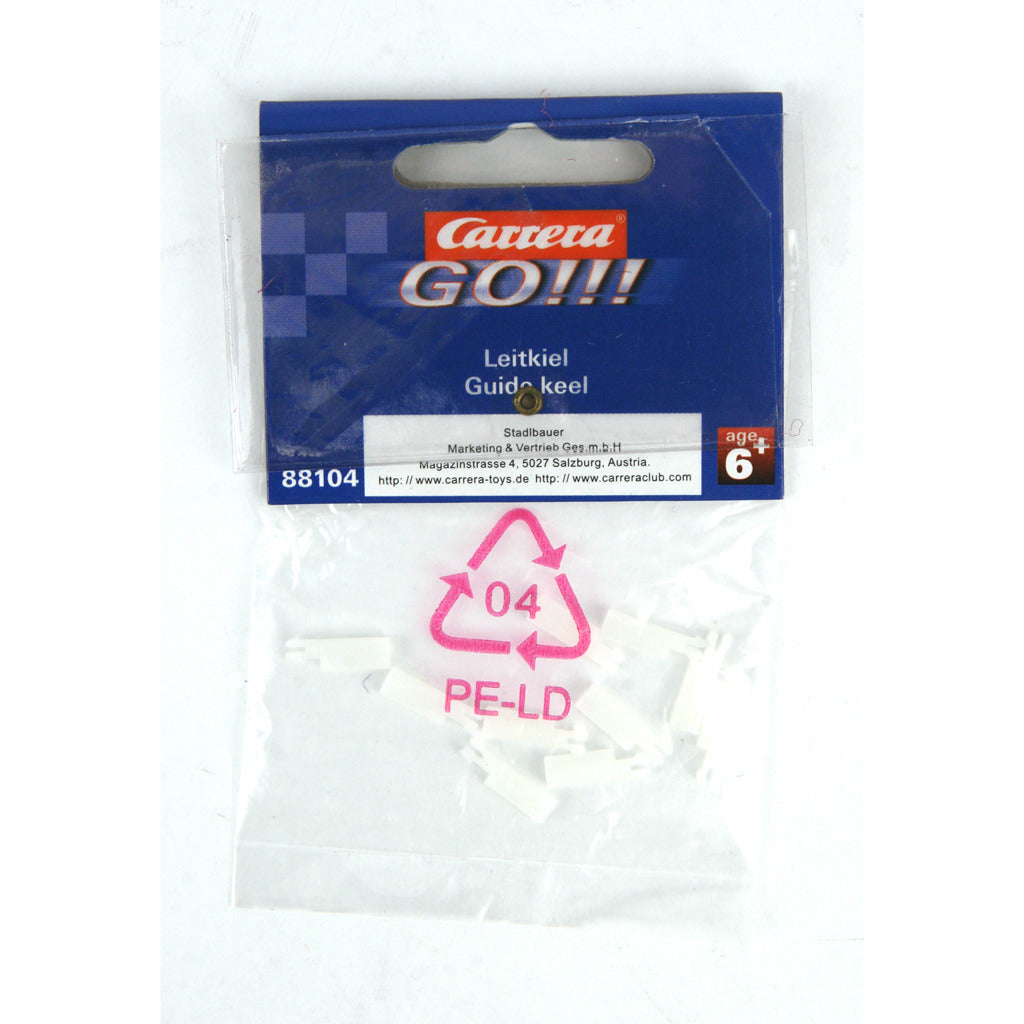 Carrera®
GO!!!
Leitkiel
Guide keel
Stadlbauer
Marketing & Vertrieb Ges.m.b.H
Magazinstrasse 4, 5027 Salzburg, Austria.
http: // www.carrera-toys.de http: // www.carreraclub.com
88104
age
6+
04
PE-LD